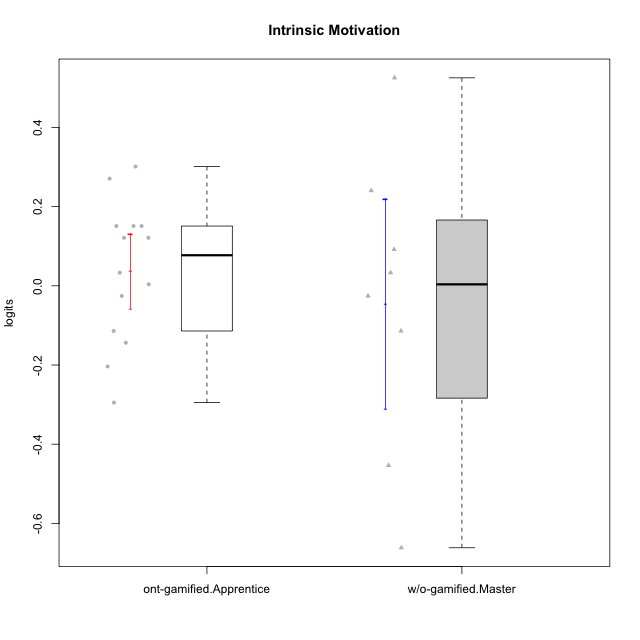 Intrinsic Motivation
logits
0.4
0.2
0.0
-0.2
-0.4
-0.6
ont-gamified.Apprentice
w/o-gamified.Master